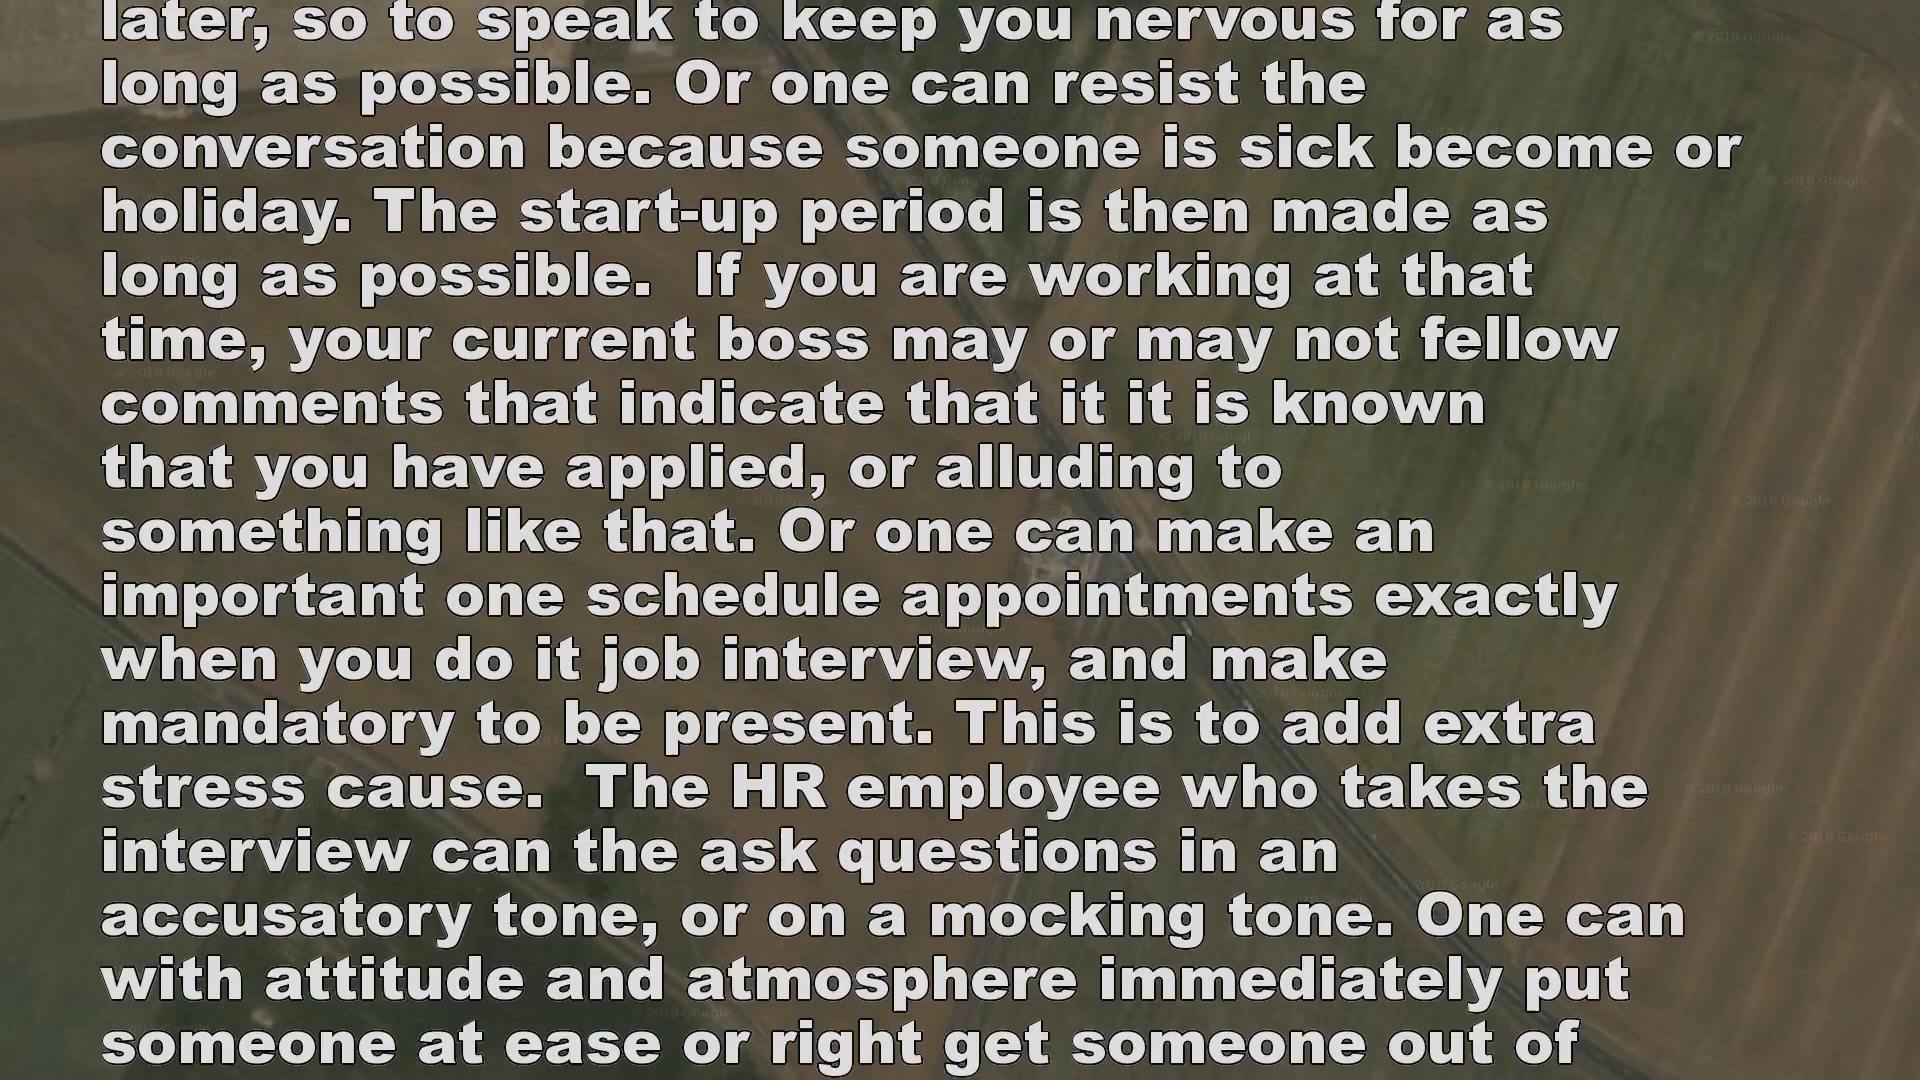 later, so to speak to keep you nervous for as
long as possible. Or one can resist the
conversation because someone is sick become or
holiday. The start-up period is then made as
long as possible.  If you are working at that
time, your current boss may or may not fellow
comments that indicate that it it is known
that you have applied, or alluding to
something like that. Or one can make an
important one schedule appointments exactly
when you do it job interview, and make
mandatory to be present. This is to add extra
stress cause.  The HR employee who takes the
interview can the ask questions in an
accusatory tone, or on a mocking tone. One can
with attitude and atmosphere immediately put
someone at ease or right get someone out of